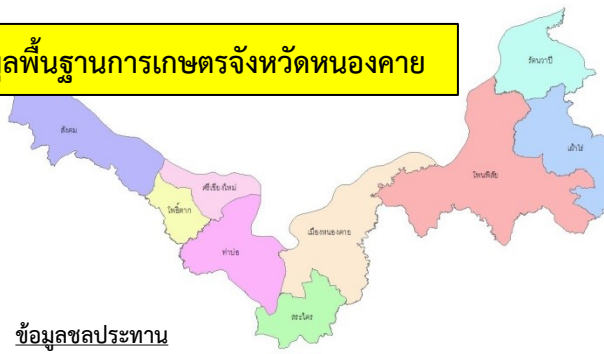 ลพื้นฐานการเกษตรจังหวัดหนองคาย
รัตนวาปี
สังคม
เฝ้าไร่
ศรีเชียงใหม่
โพนพิสัย
โพธิ์ตาก
เมืองหนองคาย
ท่าบ่อ
สระใคร
ข้อมูลชลประทาน